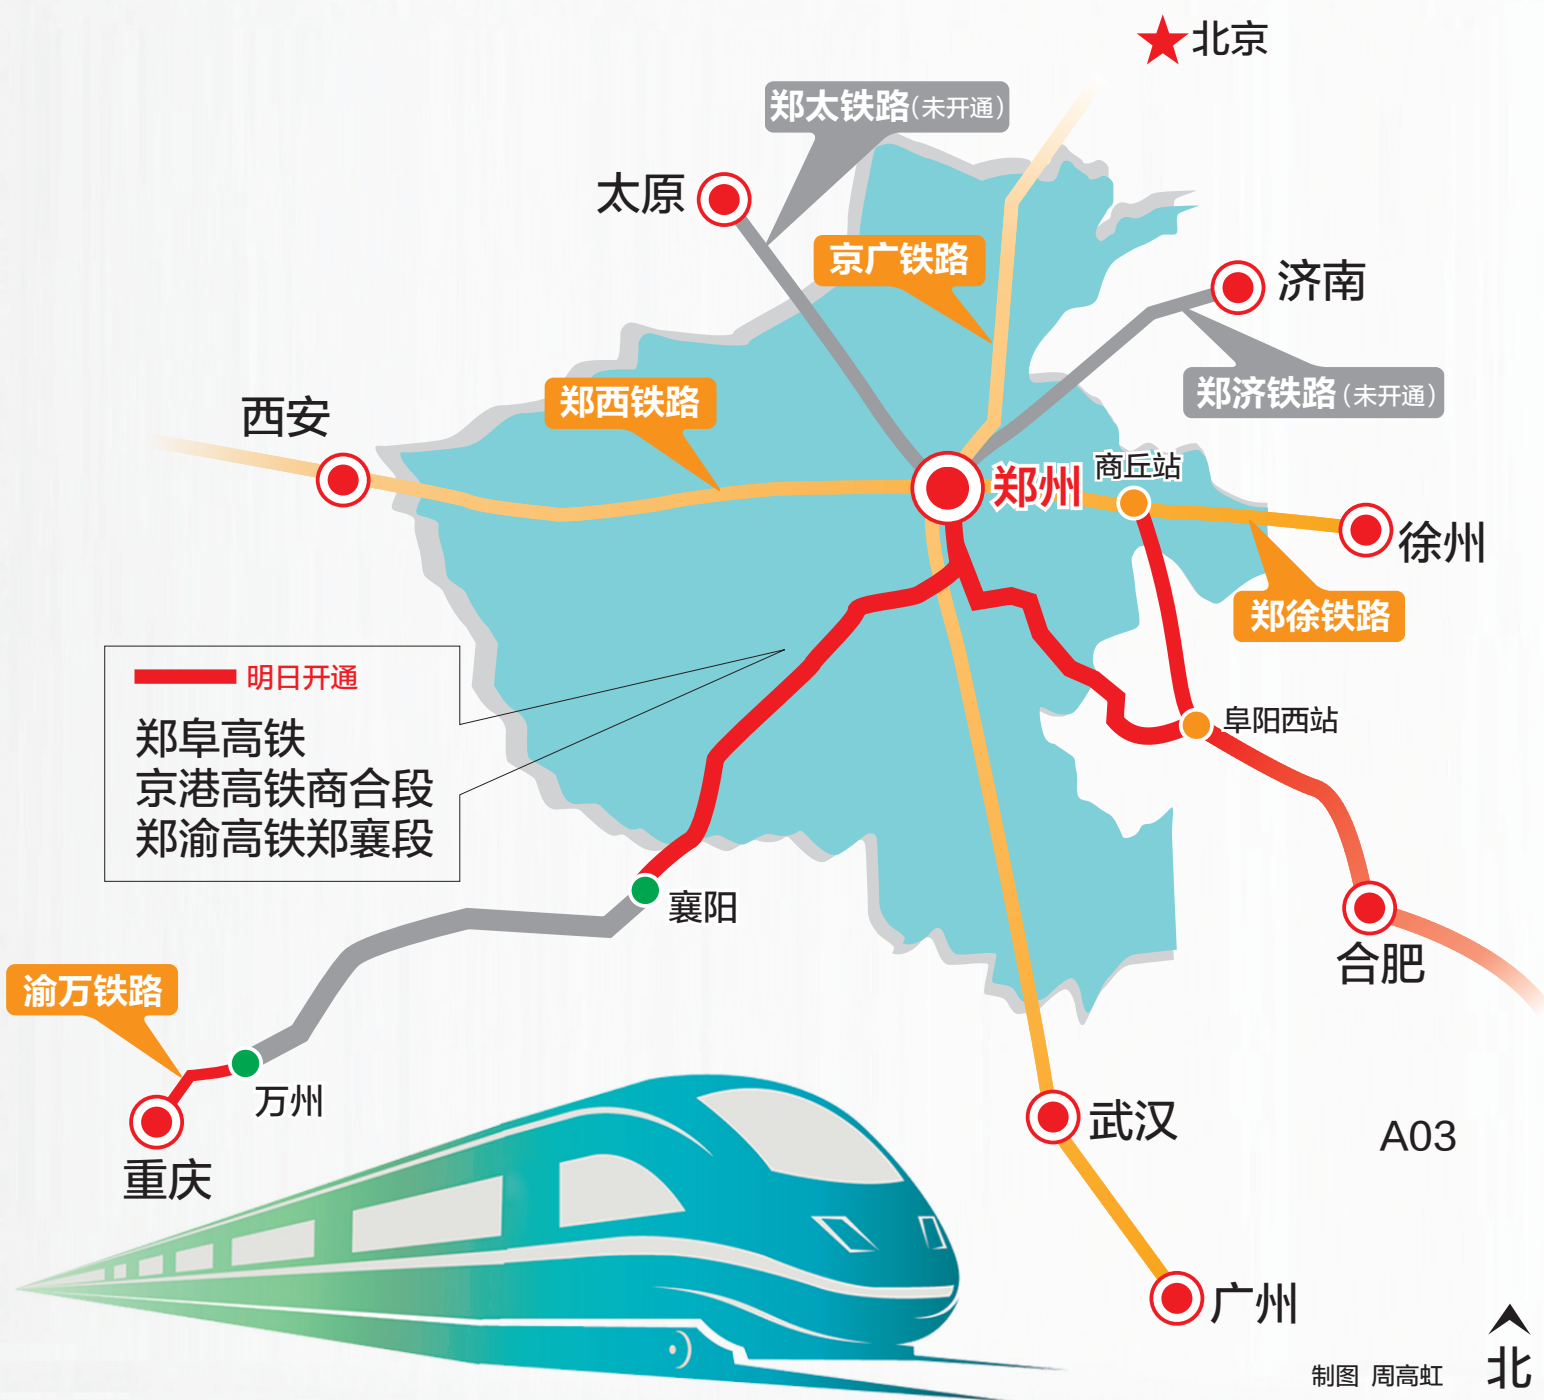 北京
郑太铁路(未开通)
太原
京广铁路
济南
郑济铁路(未开通)
郑西铁路
西安
商丘站
郑州
徐州
郑徐铁路
明日开通
郑阜高铁
京港高铁商合段
郑渝高铁郑襄段
阜阳西站
襄阳
合肥
渝万铁路
万州
重庆
武汉
A03
广州
北
制图 周高虹